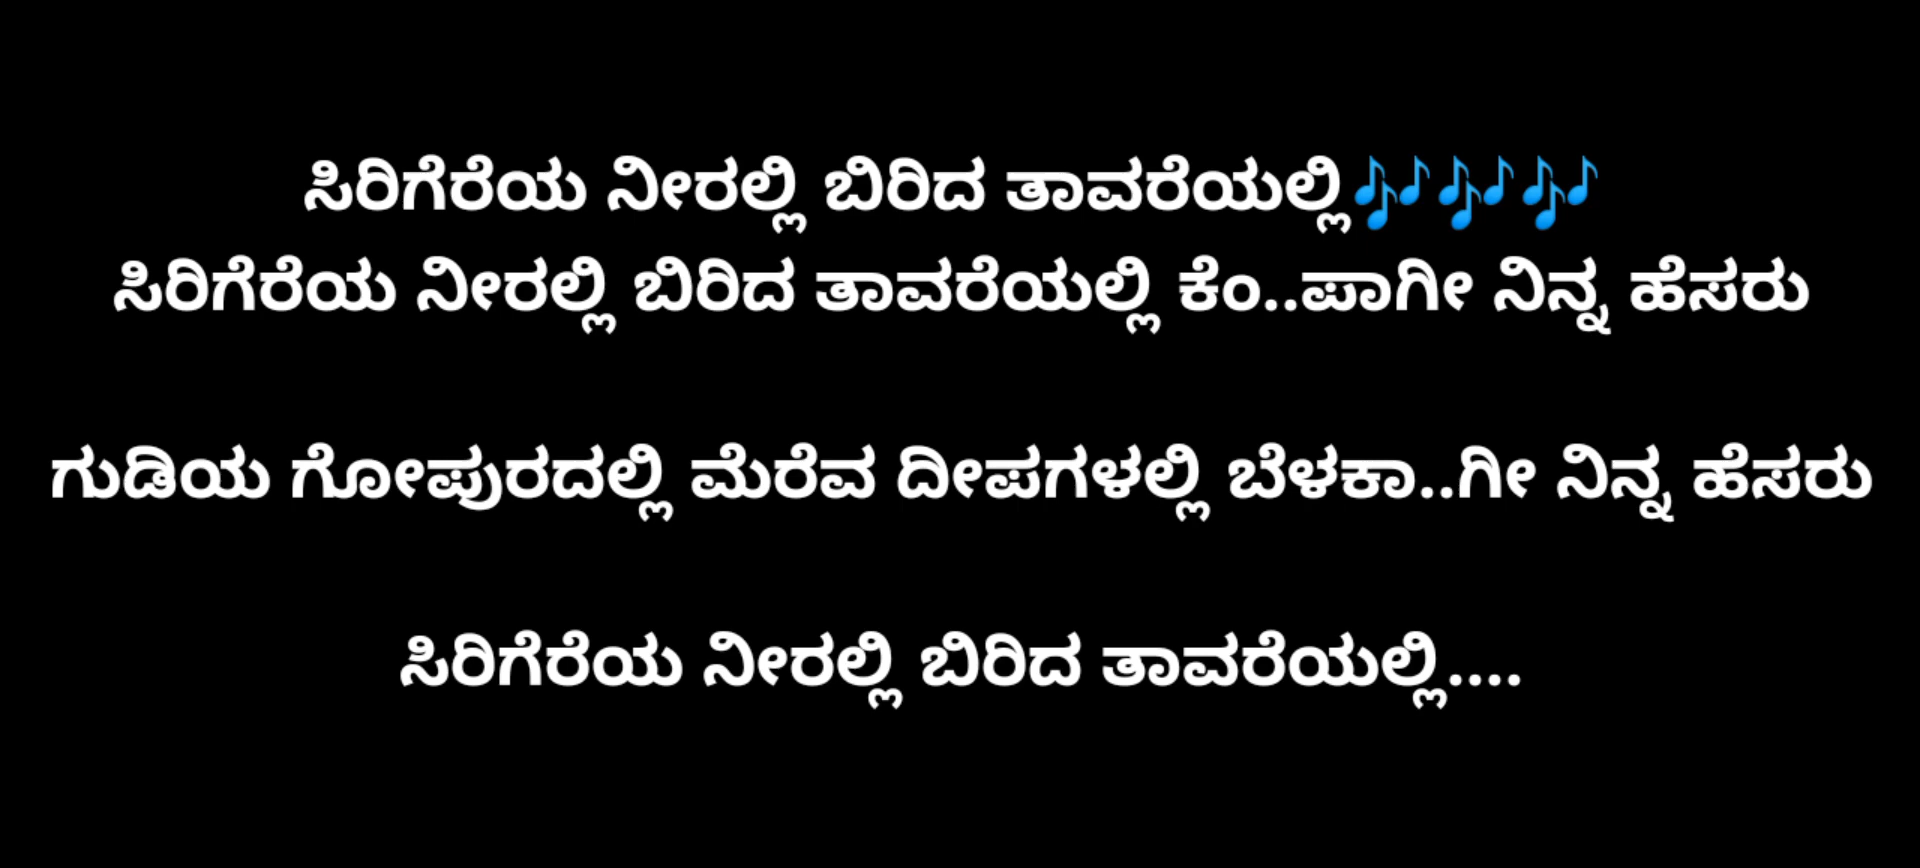 ಸಿರಿಗೆರೆಯ ನೀರಲ್ಲಿ ಬಿರಿದ ತಾವರೆಯಲ್ಲಿ🎶🎶🎶
ಸಿರಿಗೆರೆಯ ನೀರಲ್ಲಿ ಬಿರಿದ ತಾವರೆಯಲ್ಲಿ ಕೆಂ..ಪಾಗೀ ನಿನ್ನ ಹೆಸರು
ಗುಡಿಯ ಗೋಪುರದಲ್ಲಿ ಮೆರೆವ ದೀಪಗಳಲ್ಲಿ ಬೆಳಕಾ..ಗೀ ನಿನ್ನ ಹೆಸರು
ಸಿರಿಗೆರೆಯ ನೀರಲ್ಲಿ ಬಿರಿದ ತಾವರೆಯಲ್ಲಿ....